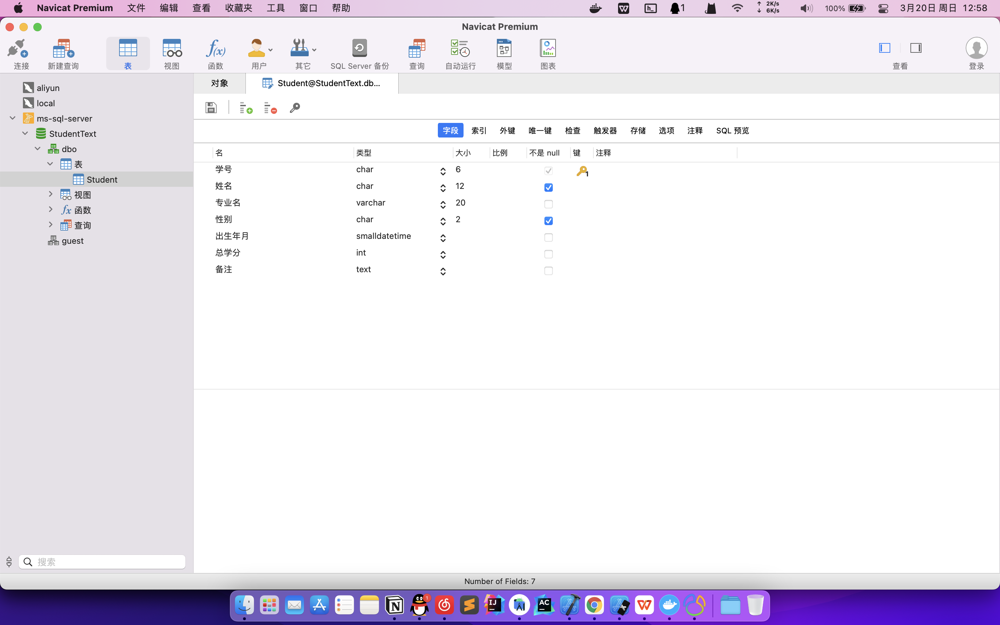 Navicat Premium 文件 编辑 查看 收藏夹 工具 窗口 帮助 1 2K/s 6K/s 100% 3月20日 周日 12:58
Navicat Premium
连接 新建查询 表 视图 函数 用户 其它 SQL Server 备份 查询 自动运行 模型 图表 查看 登录
aliyun
local
ms-sql-server
StudentText
dbo
表
Student
视图
函数
查询
guest
搜索
对象 Student@StudentText.db...
字段 索引 外键 唯一键 检查 触发器 存储 选项 注释 SQL 预览
名 类型 大小 比例 不是 null 键 注释
学号 char 6 1
姓名 char 12
专业名 varchar 20
性别 char 2
出生年月 smalldatetime
总学分 int
备注 text
Number of Fields: 7